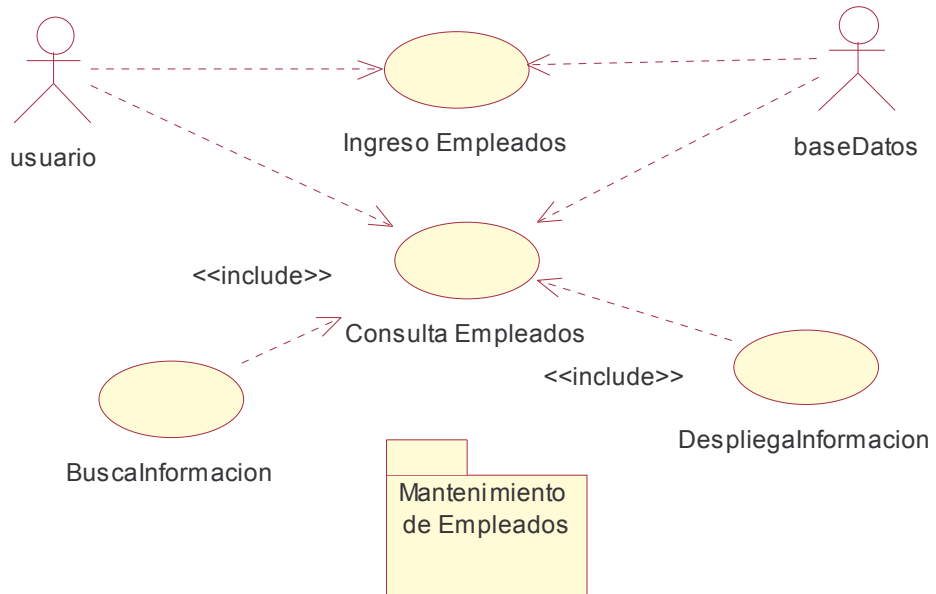 usuario
Ingreso Empleados
baseDatos
<<include>>
Consulta Empleados
<<include>>
BuscaInformacion
DespliegaInformacion
Mantenimiento
de Empleados